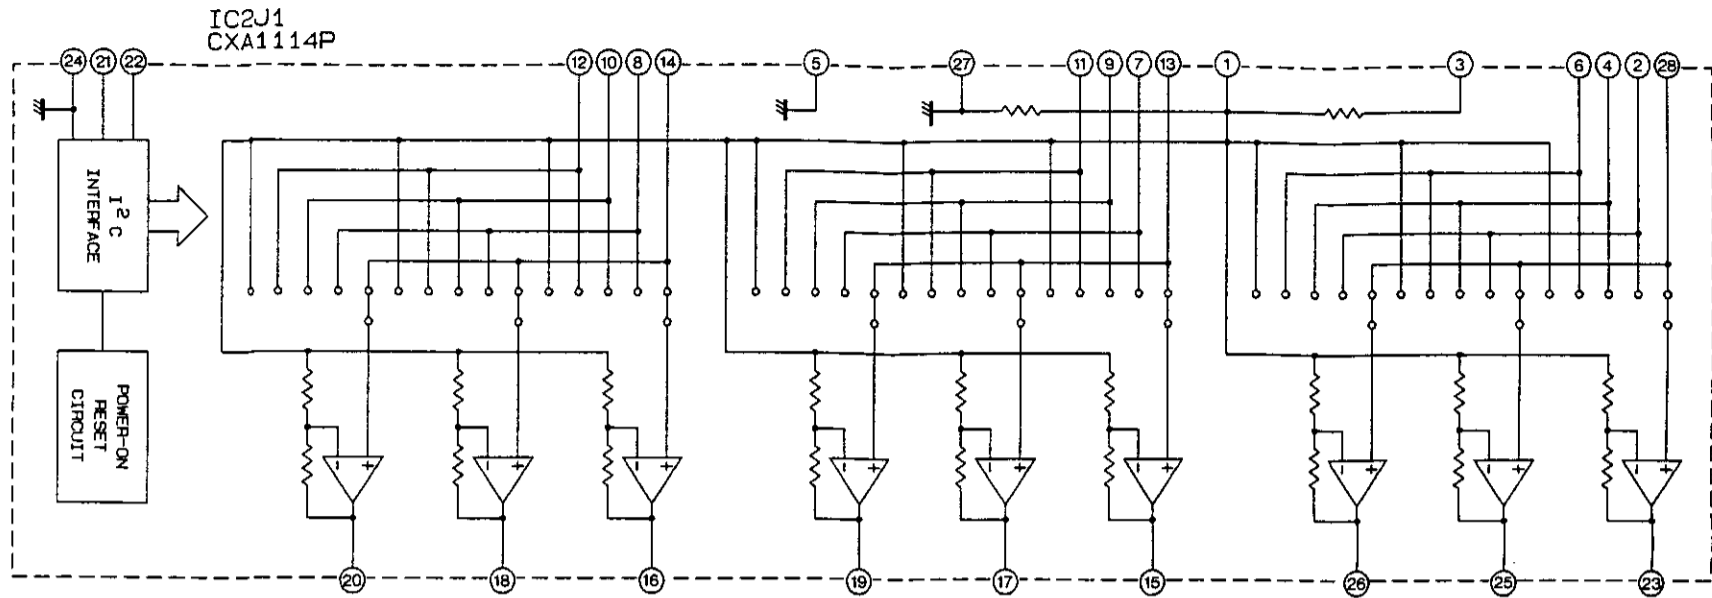 IC2J1
CXA1114P
24 21 22 12 10 8 14 5 27 11 9 7 13 1 3 6 4 2 28
I2C
INTERFACE
POWER-ON
RESET
CIRCUIT
- + - + - + - + - + - + - + - + - +
20 18 16 19 17 15 26 25 23